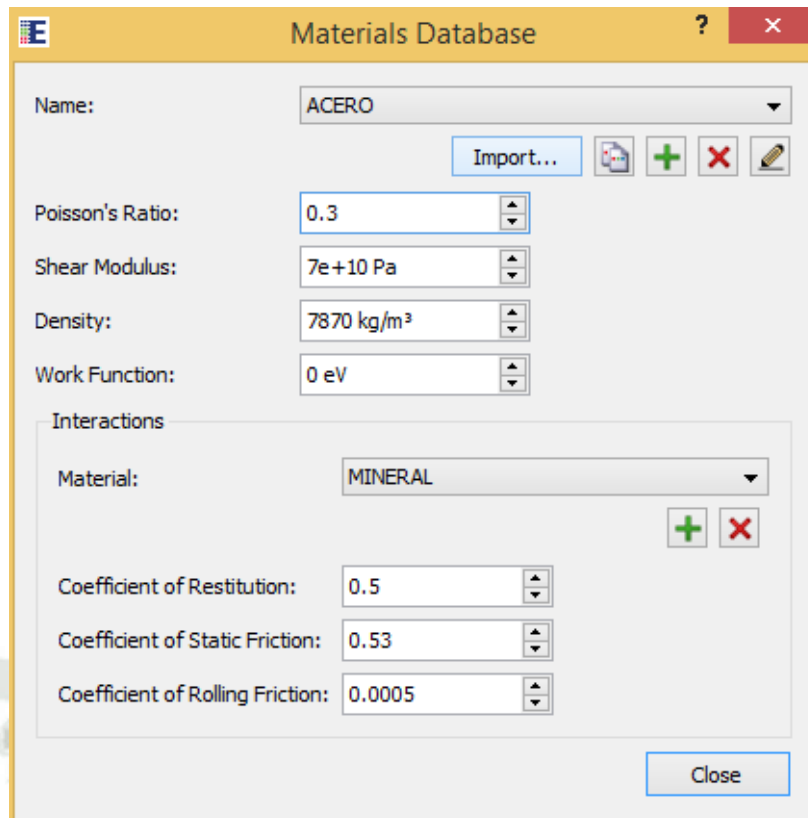 E Materials Database ? ×
Name: ACERO
Import...
Poisson's Ratio: 0.3
Shear Modulus: 7e+10 Pa
Density: 7870 kg/m³
Work Function: 0 eV
Interactions
Material: MINERAL
Coefficient of Restitution: 0.5
Coefficient of Static Friction: 0.53
Coefficient of Rolling Friction: 0.0005
Close